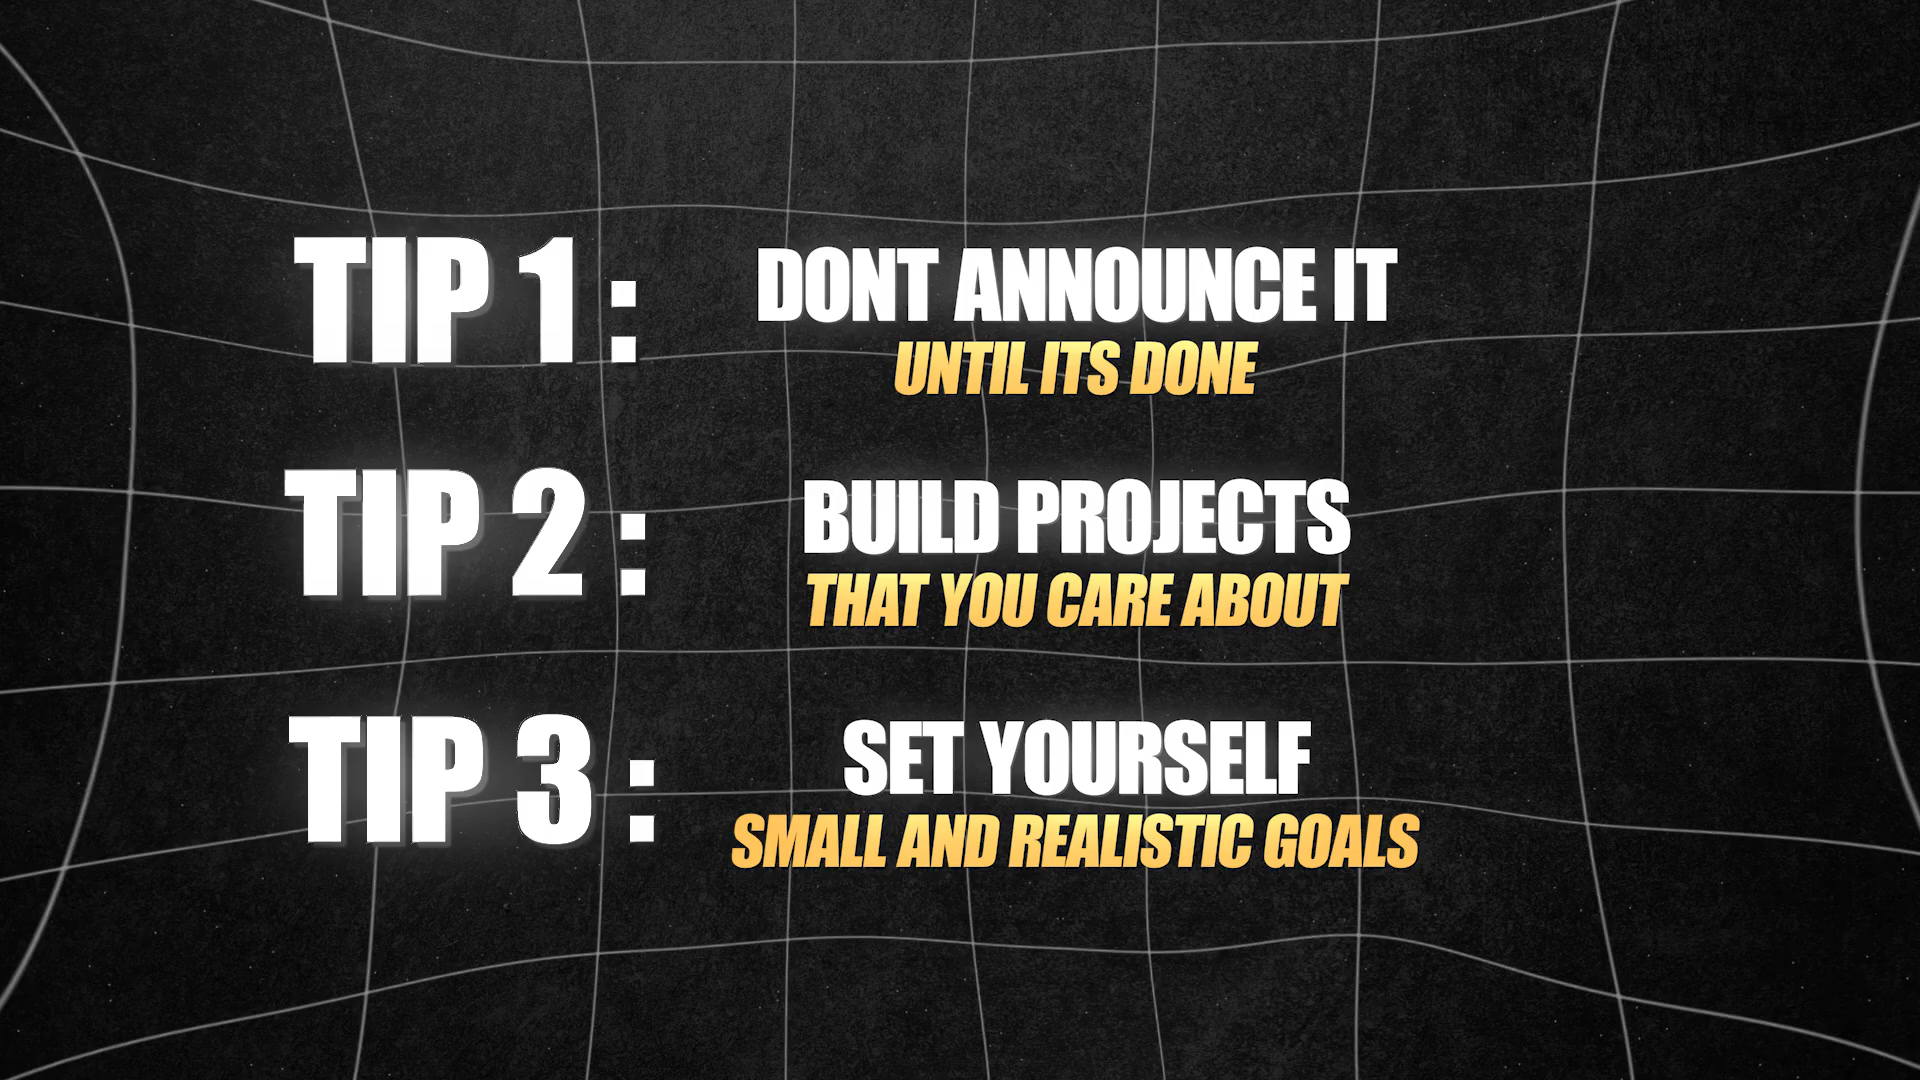 TIP 1 :
DONT ANNOUNCE IT
UNTIL ITS DONE
TIP 2 :
BUILD PROJECTS
THAT YOU CARE ABOUT
TIP 3 :
SET YOURSELF
SMALL AND REALISTIC GOALS